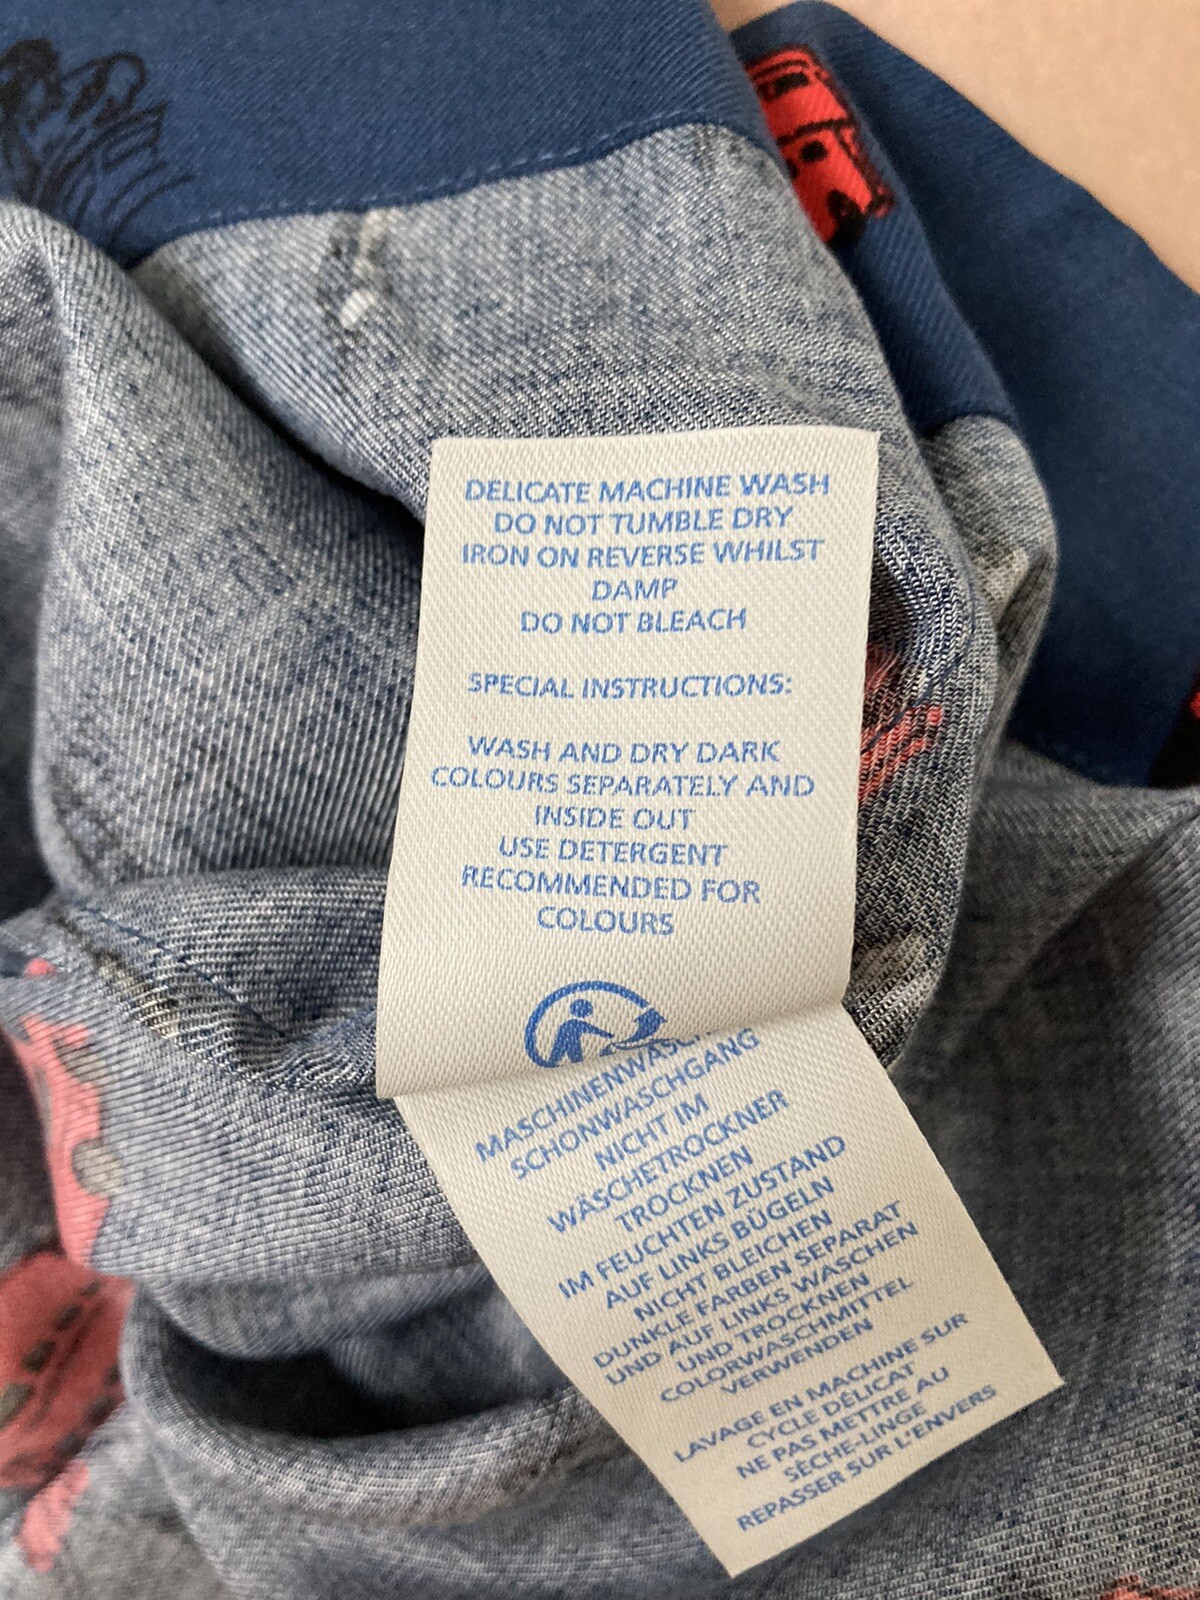 DELICATE MACHINE WASH
DO NOT TUMBLE DRY
IRON ON REVERSE WHILST
DAMP
DO NOT BLEACH
SPECIAL INSTRUCTIONS:
WASH AND DRY DARK
COLOURS SEPARATELY AND
INSIDE OUT
USE DETERGENT
RECOMMENDED FOR
COLOURS
SCHONWASCHGANG
NICHT IM
WÄSCHETROCKNER
TROCKNEN
IM FEUCHTEN ZUSTAND
AUF LINKS BÜGELN
NICHT BLEICHEN
DUNKLE FARBEN SEPARAT
UND AUF LINKS WASCHEN
UND TROCKNEN
COLORWASCHMITTEL
VERWENDEN
LAVAGE EN MACHINE SUR
CYCLE DÉLICAT
NE PAS METTRE AU
SÈCHE-LINGE
REPASSER SUR L'ENVERS